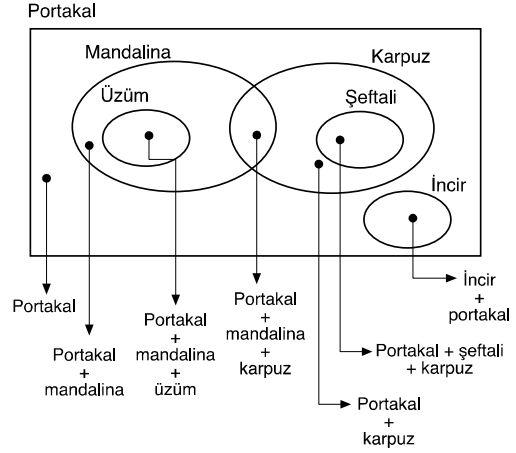 Portakal
Mandalina
Karpuz
Üzüm
Şeftali
İncir
Portakal
Portakal
+
mandalina
Portakal
+
mandalina
+
üzüm
Portakal
+
mandalina
+
karpuz
İncir
+
portakal
Portakal + şeftali
+ karpuz
Portakal
+
karpuz